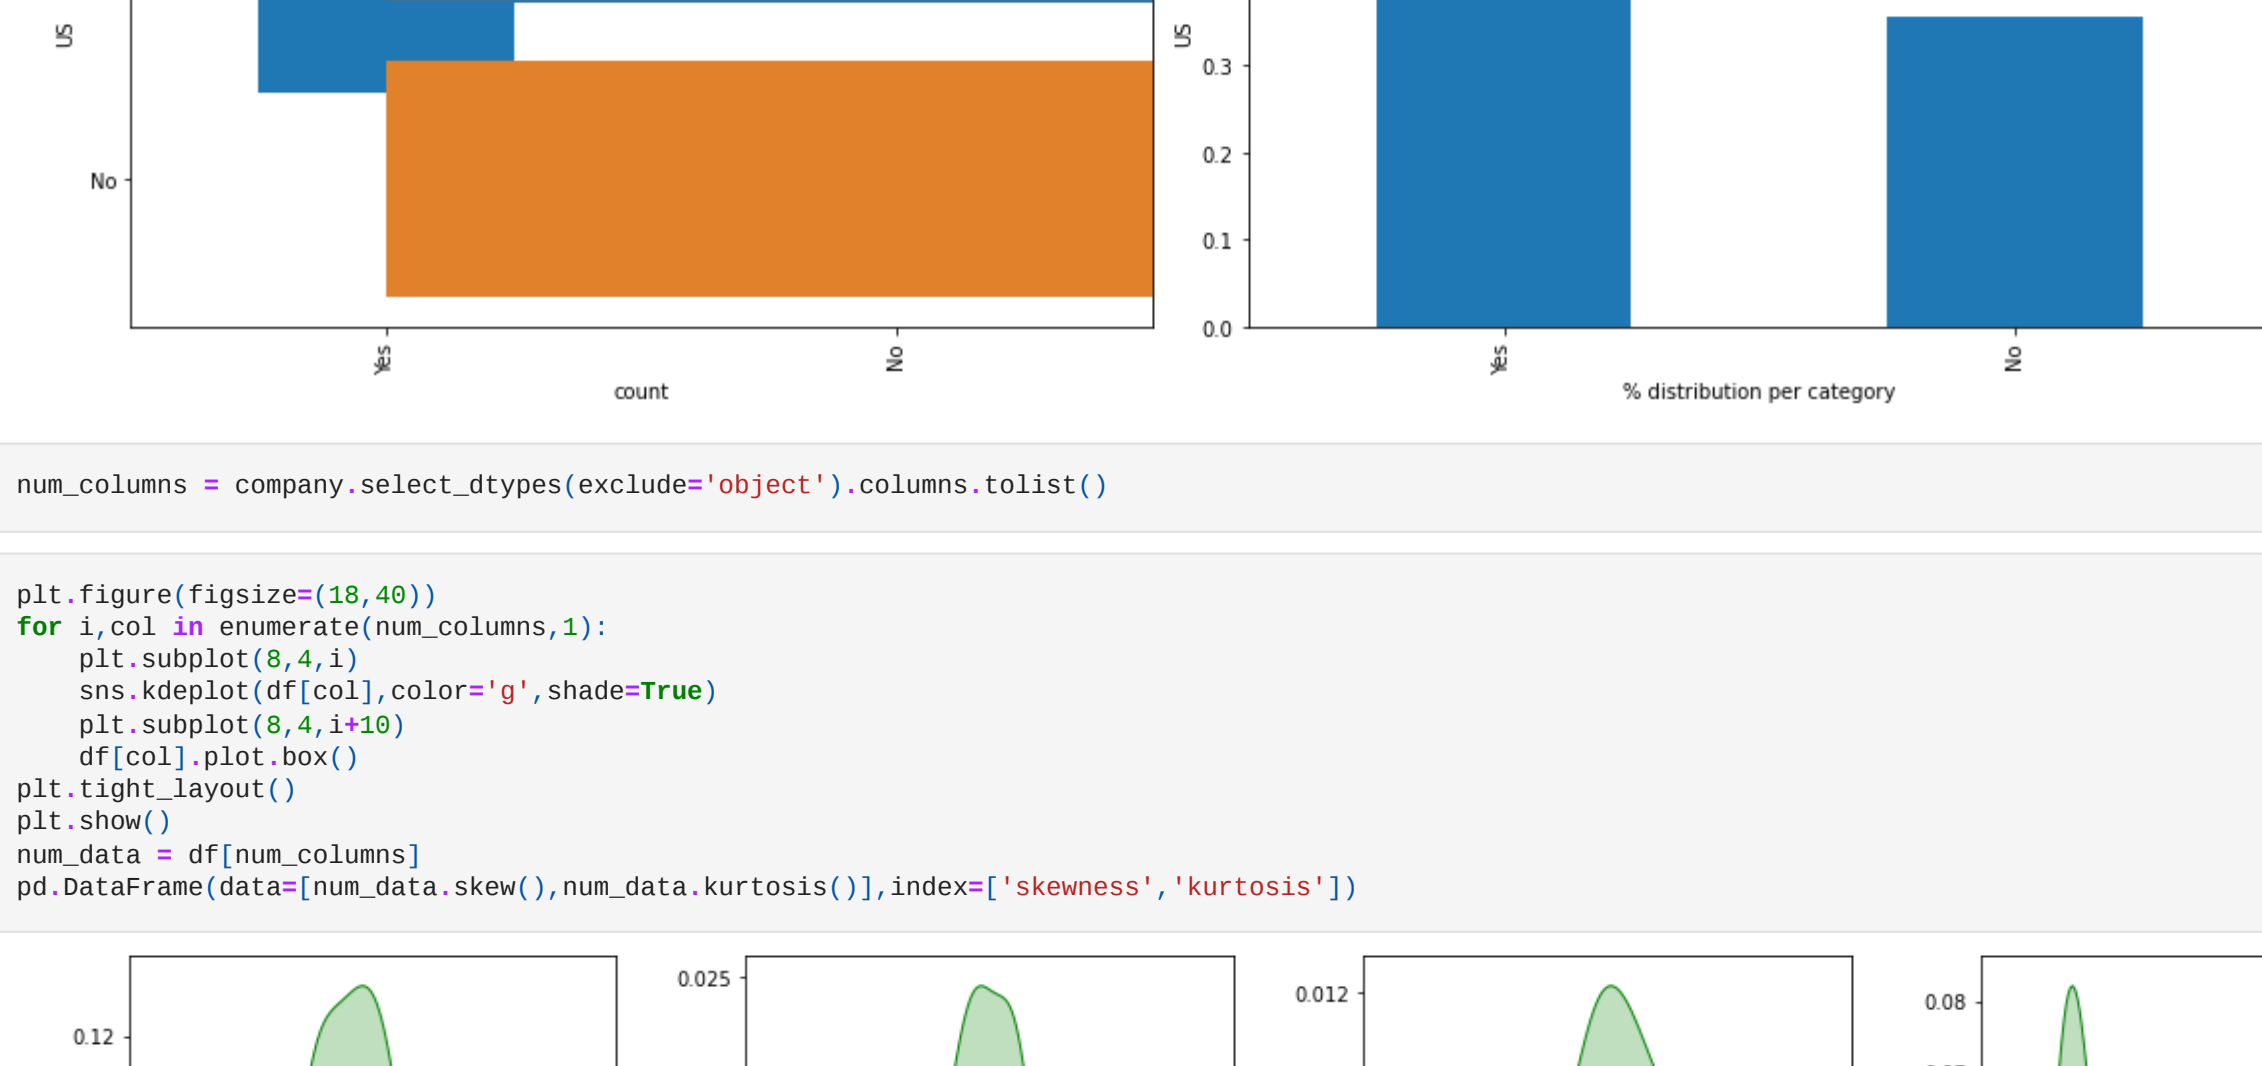 US
No
Yes
No
count
US
0.3
0.2
0.1
0.0
Yes
No
% distribution per category
num_columns = company.select_dtypes(exclude='object').columns.tolist()
plt.figure(figsize=(18,40))
for i,col in enumerate(num_columns,1):
    plt.subplot(8,4,i)
    sns.kdeplot(df[col],color='g',shade=True)
    plt.subplot(8,4,i+10)
    df[col].plot.box()
plt.tight_layout()
plt.show()
num_data = df[num_columns]
pd.DataFrame(data=[num_data.skew(),num_data.kurtosis()],index=['skewness','kurtosis'])
0.12
0.025
0.012
0.08